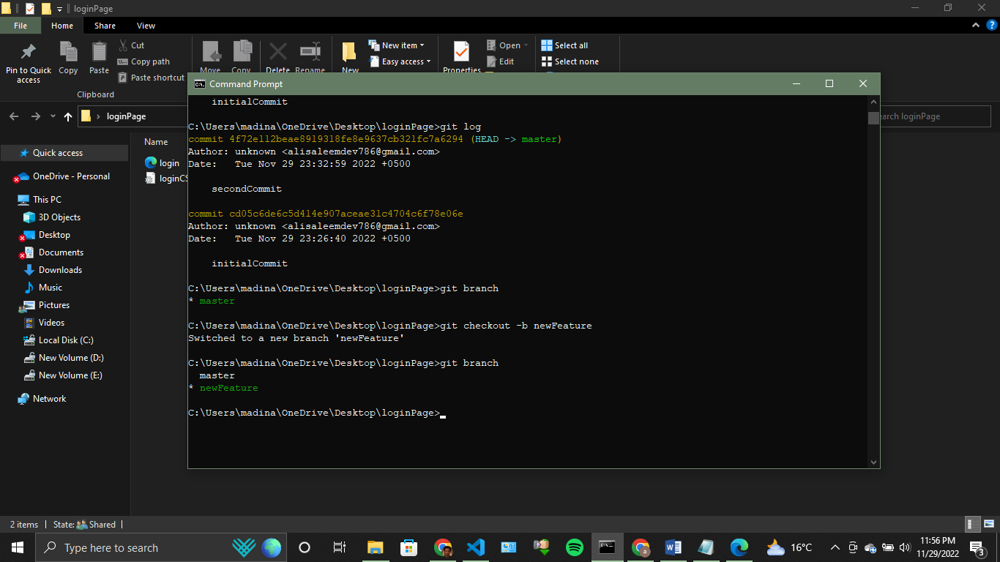 loginPage
File Home Share View
Pin to Quick access
Copy
Paste
Cut
Copy path
Paste shortcut
Clipboard
Move
Copy
Delete
Rename
New
New item
Easy access
Properties
Open
Edit
Select all
Select none
loginPage
earch loginPage
Quick access
OneDrive - Personal
This PC
3D Objects
Desktop
Documents
Downloads
Music
Pictures
Videos
Local Disk (C:)
New Volume (D:)
New Volume (E:)
Network
Name
login
loginCS
Command Prompt
initialCommit
C:\Users\madina\OneDrive\Desktop\loginPage>git log
commit 4f72e112beae8919318fe8e9637cb321fc7a6294 (HEAD -> master)
Author: unknown <alisaleemdev786@gmail.com>
Date:   Tue Nov 29 23:32:59 2022 +0500
secondCommit
commit cd05c6de6c5d414e907aceae31c4704c6f78e06e
Author: unknown <alisaleemdev786@gmail.com>
Date:   Tue Nov 29 23:26:40 2022 +0500
initialCommit
C:\Users\madina\OneDrive\Desktop\loginPage>git branch
* master
C:\Users\madina\OneDrive\Desktop\loginPage>git checkout -b newFeature
Switched to a new branch 'newFeature'
C:\Users\madina\OneDrive\Desktop\loginPage>git branch
master
* newFeature
C:\Users\madina\OneDrive\Desktop\loginPage>
2 items State: Shared
Type here to search
16°C
11:56 PM
11/29/2022
3